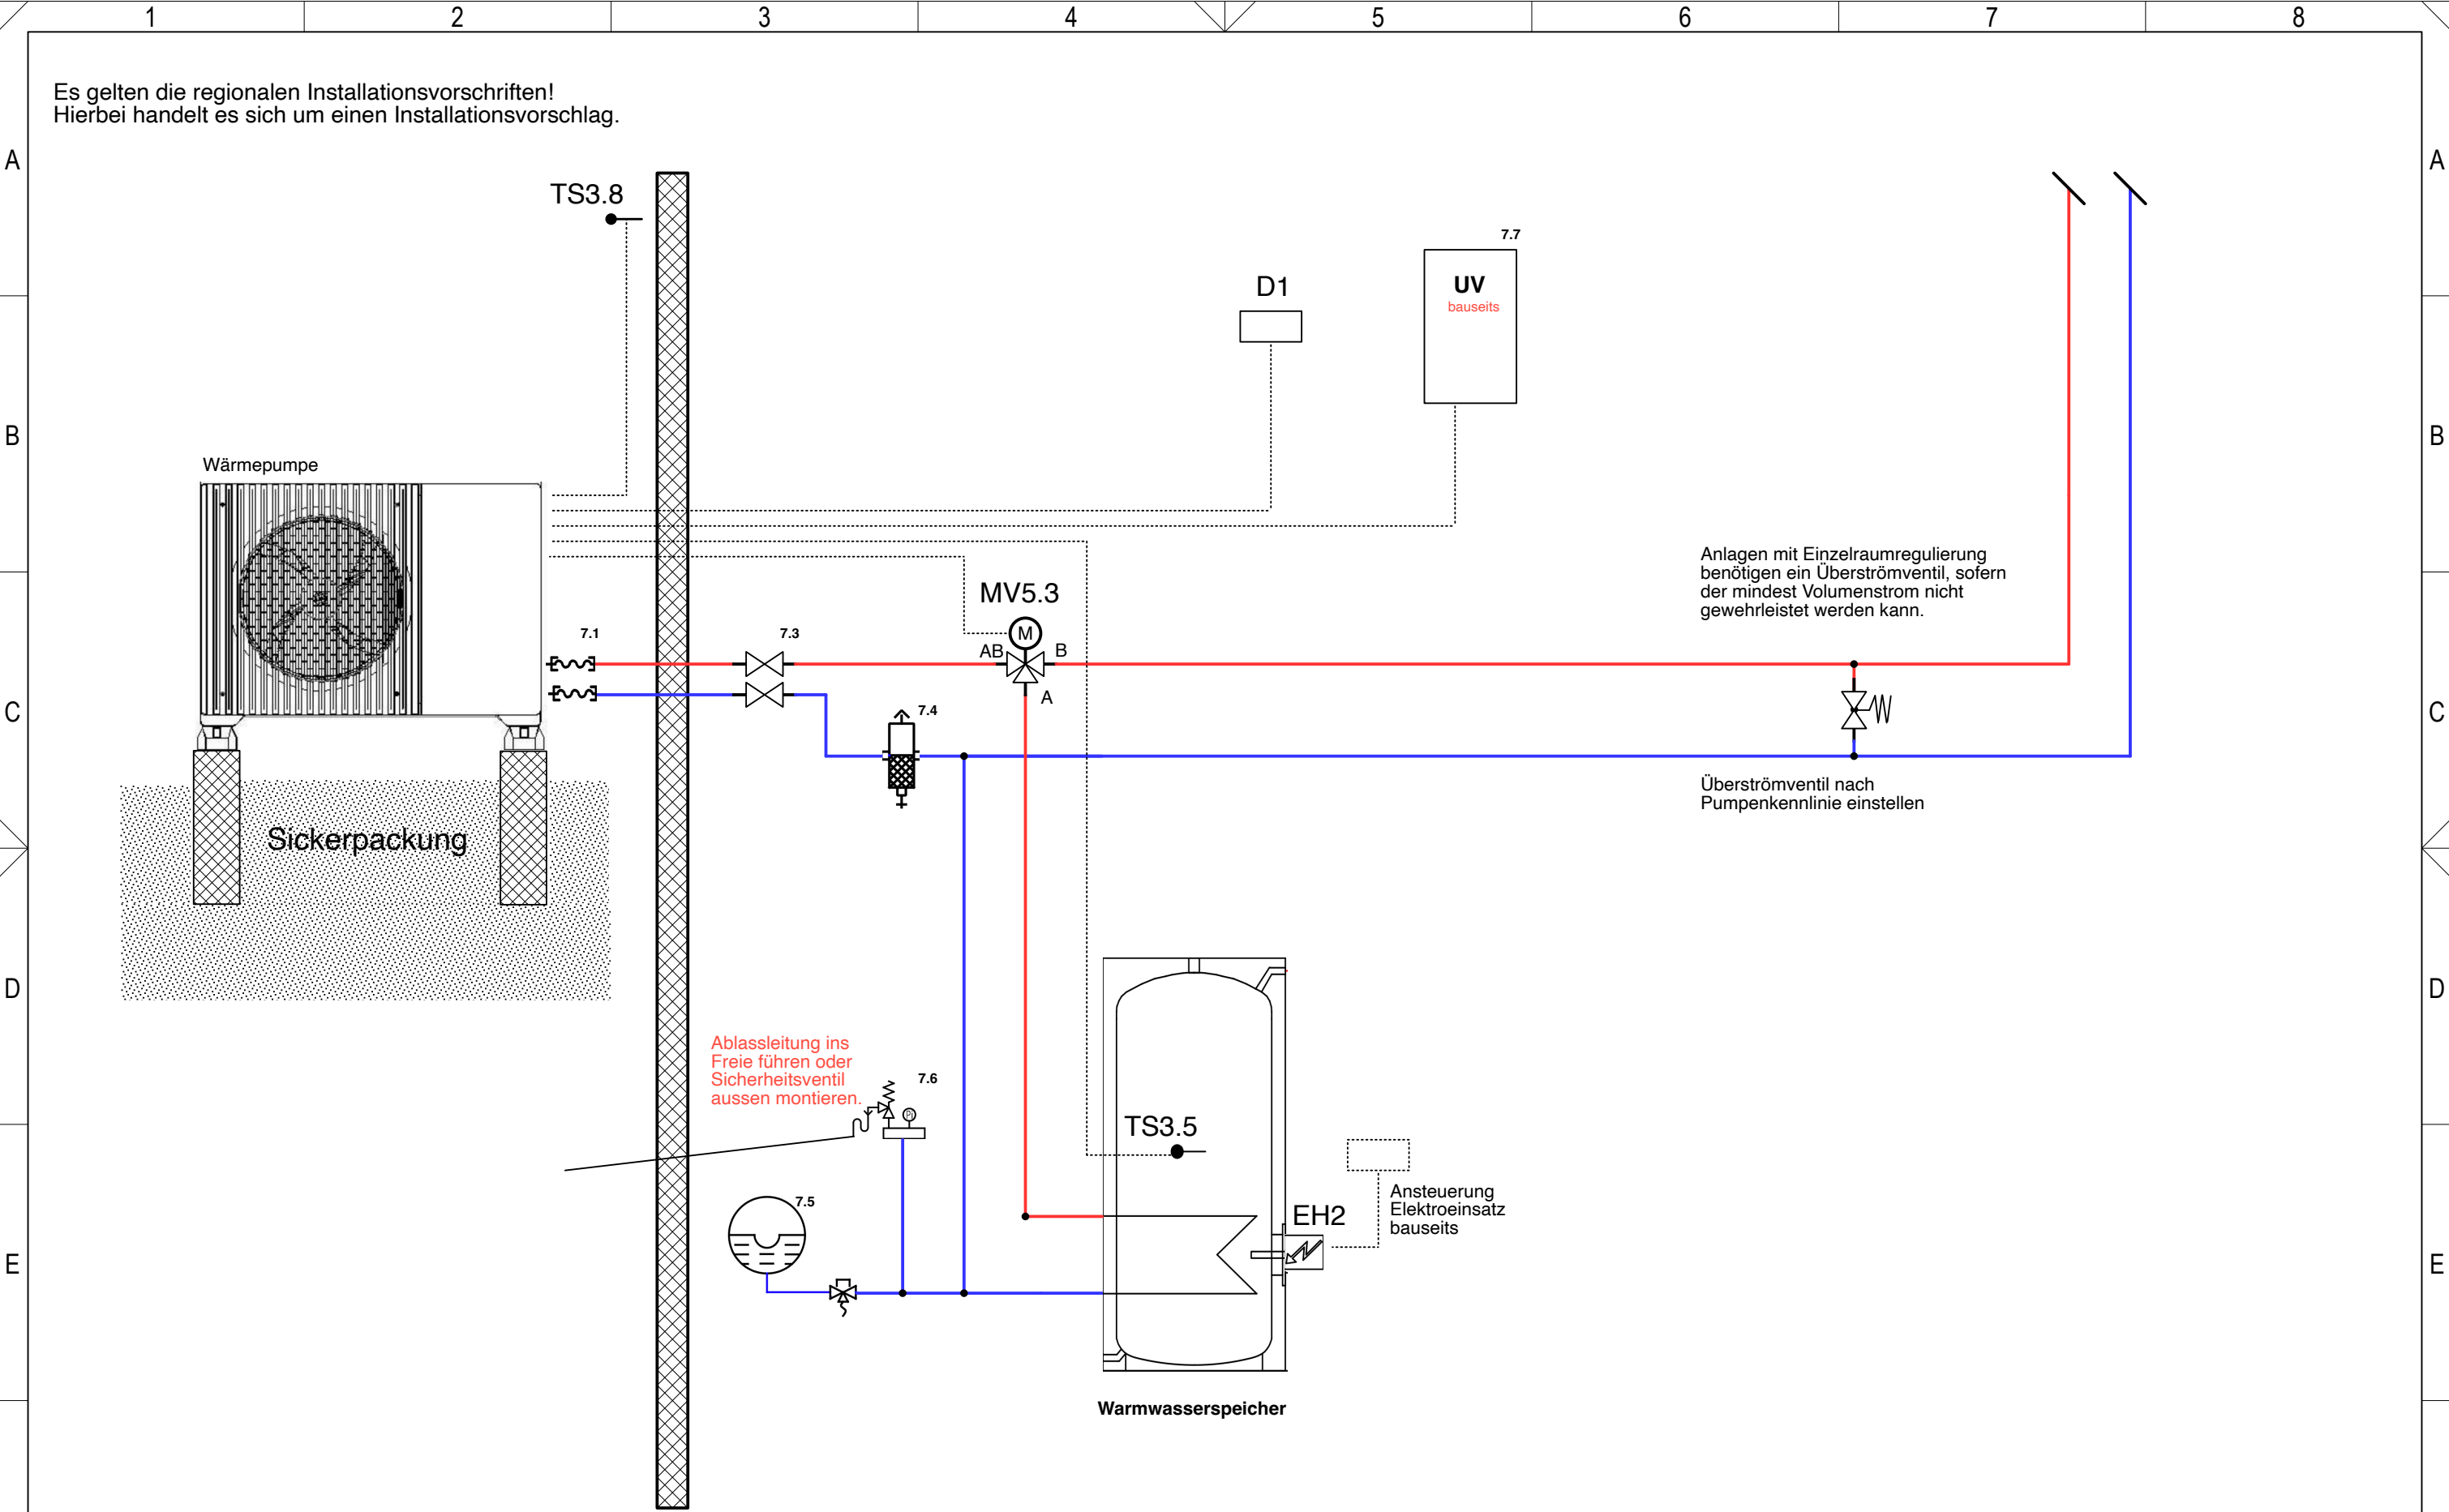 1 2 3 4 5 6 7 8
Es gelten die regionalen Installationsvorschriften!
Hierbei handelt es sich um einen Installationsvorschlag.
A A
TS3.8
7.7
UV
bauseits
D1
B B
Wärmepumpe
Anlagen mit Einzelraumregulierung
benötigen ein Überströmventil, sofern
der mindest Volumenstrom nicht
gewehrleistet werden kann.
MV5.3
M
7.1
7.3
AB
B
A
7.4
C C
Überströmventil nach
Pumpenkennlinie einstellen
Sickerpackung
D D
Ablassleitung ins
Freie führen oder
Sicherheitsventil
aussen montieren.
7.6
PI
TS3.5
7.5
Ansteuerung
Elektroeinsatz
bauseits
EH2
E E
Warmwasserspeicher